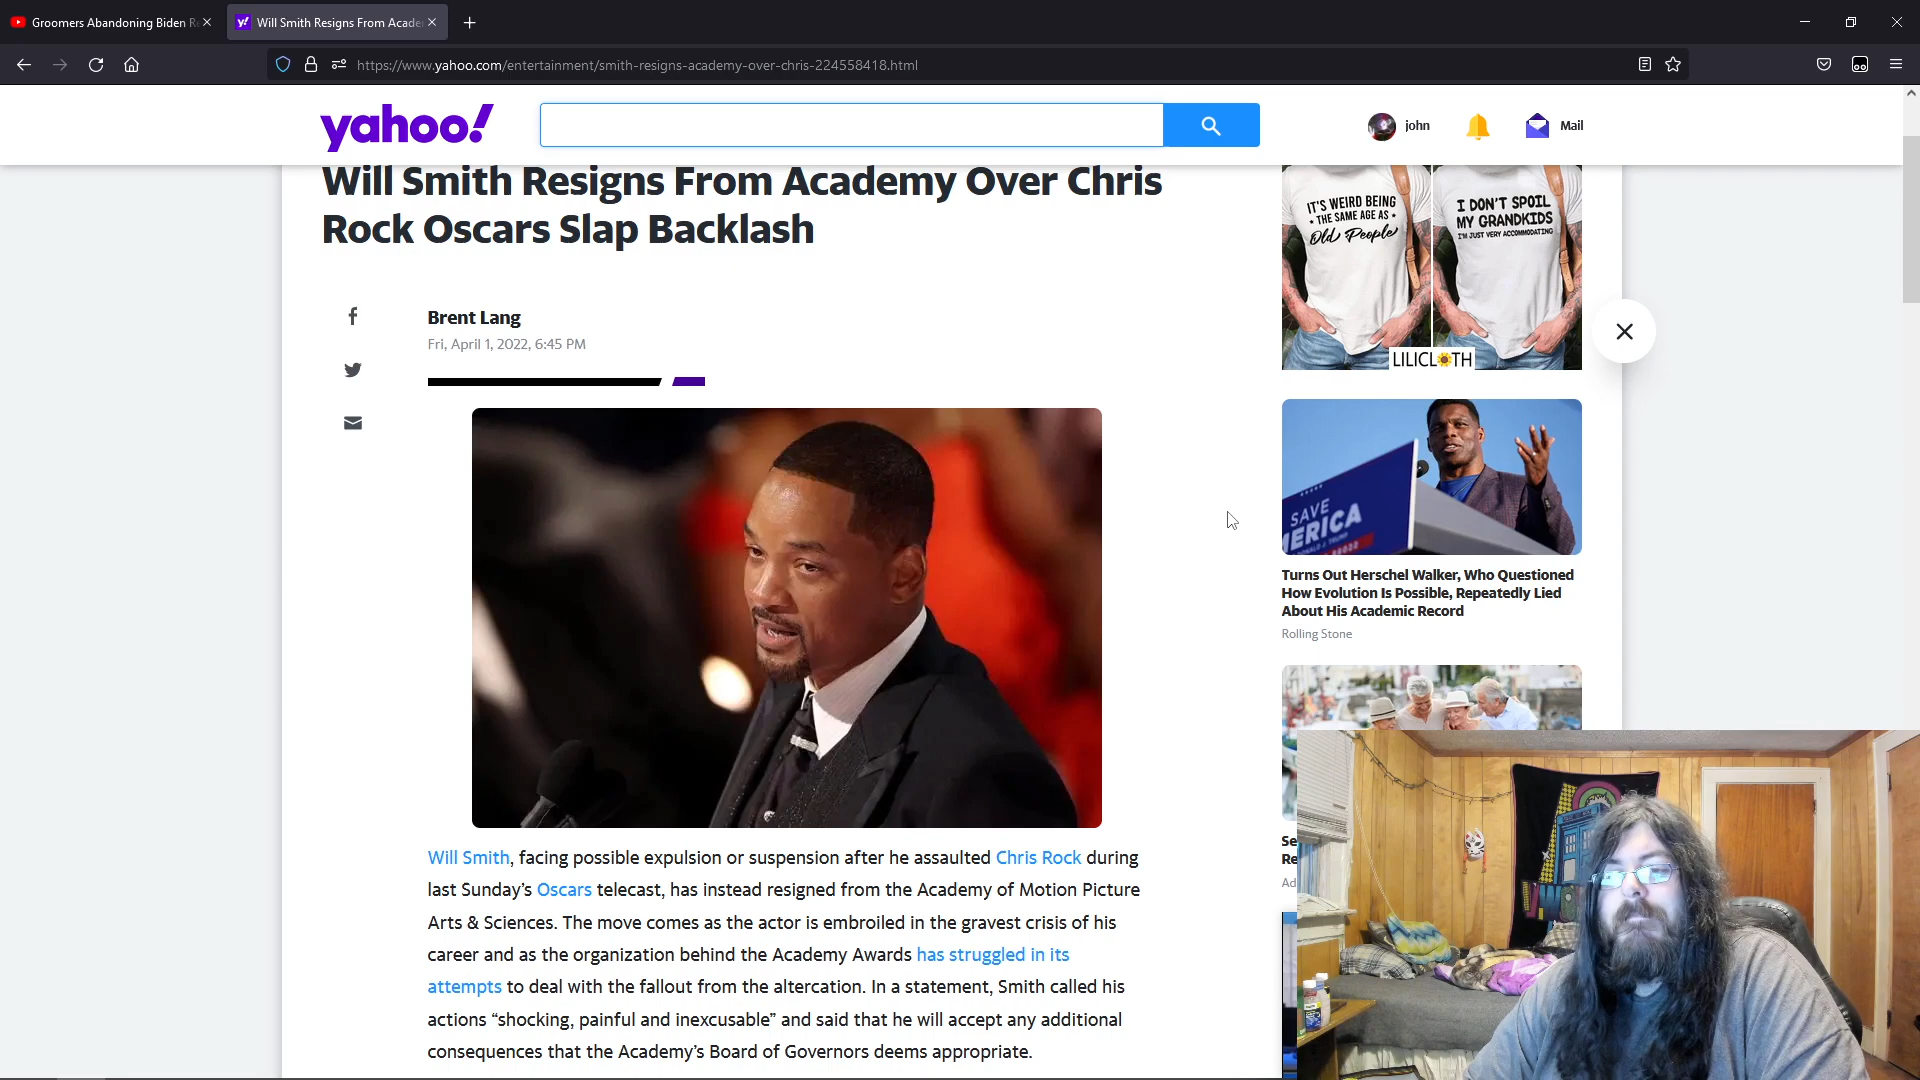 Groomers Abandoning Biden
Will Smith Resigns From Acade
https://www.yahoo.com/entertainment/smith-resigns-academy-over-chris-224558418.html
yahoo!
john
Mail
Will Smith Resigns From Academy Over Chris
Rock Oscars Slap Backlash
Brent Lang
Fri, April 1, 2022, 6:45 PM
IT'S WEIRD BEING
• THE SAME AGE AS •
Old People
I DON'T SPOIL
MY GRANDKIDS
I'M JUST VERY ACCOMMODATING
LILICLOTH
SAVE
MERICA
Turns Out Herschel Walker, Who Questioned
How Evolution Is Possible, Repeatedly Lied
About His Academic Record
Rolling Stone
Se
Re
Ad
Will Smith, facing possible expulsion or suspension after he assaulted Chris Rock during
last Sunday's Oscars telecast, has instead resigned from the Academy of Motion Picture
Arts & Sciences. The move comes as the actor is embroiled in the gravest crisis of his
career and as the organization behind the Academy Awards has struggled in its
attempts to deal with the fallout from the altercation. In a statement, Smith called his
actions “shocking, painful and inexcusable” and said that he will accept any additional
consequences that the Academy's Board of Governors deems appropriate.